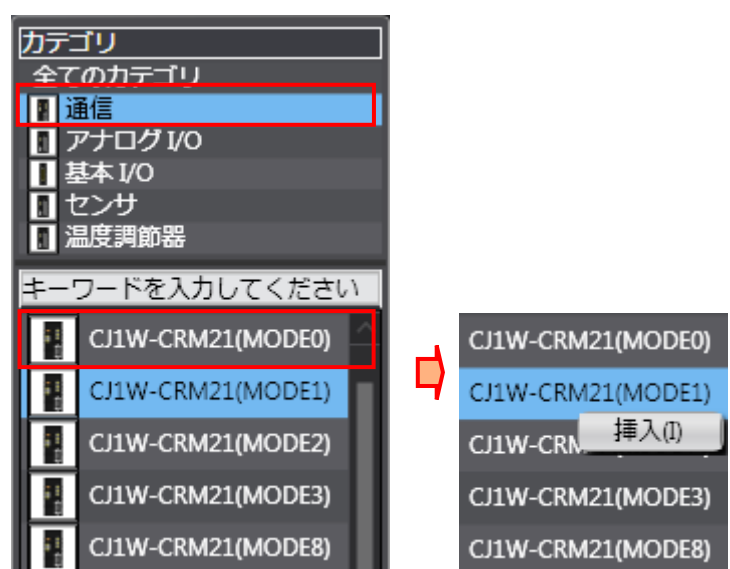 カテゴリ
全てのカテゴリ
通信
アナログ I/O
基本 I/O
センサ
温度調節器
キーワードを入力してください
CJ1W-CRM21(MODE0)
CJ1W-CRM21(MODE1)
CJ1W-CRM21(MODE2)
CJ1W-CRM21(MODE3)
CJ1W-CRM21(MODE8)
CJ1W-CRM21(MODE0)
CJ1W-CRM21(MODE1)
挿入(I)
CJ1W-CRM
CJ1W-CRM21(MODE3)
CJ1W-CRM21(MODE8)